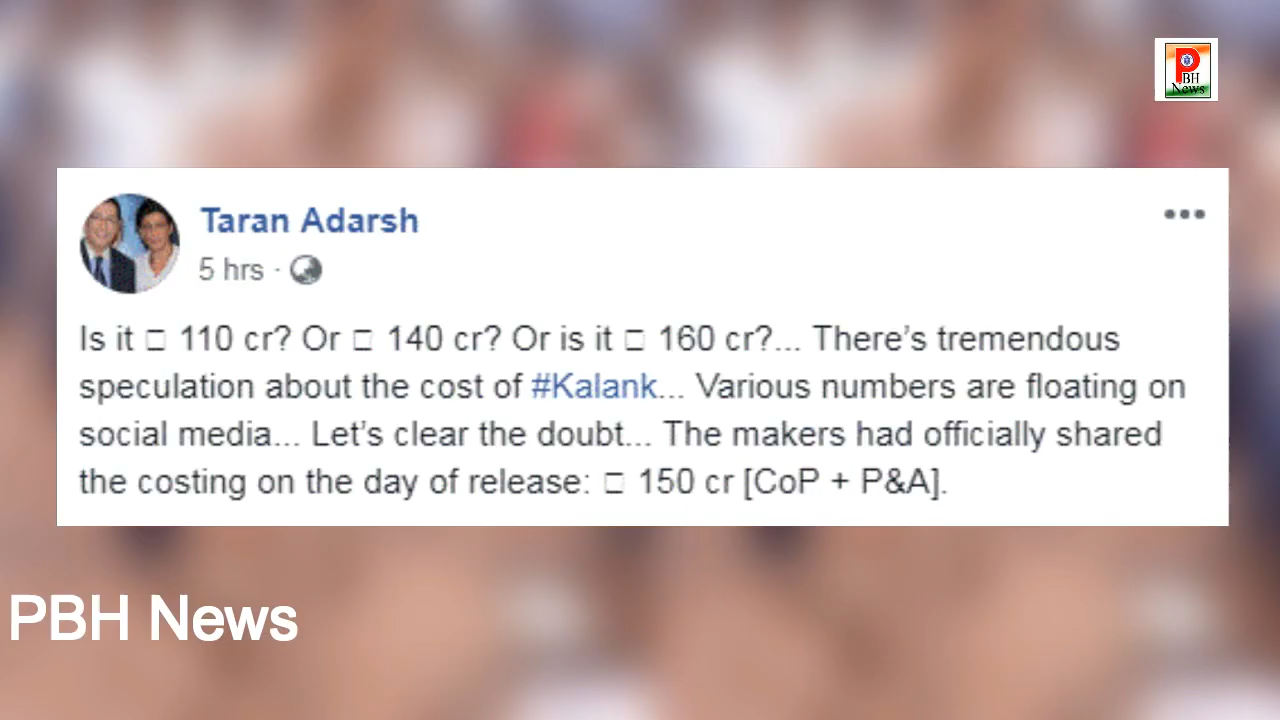 P
BH
News
Taran Adarsh
5 hrs ·
Is it □ 110 cr? Or □ 140 cr? Or is it □ 160 cr?... There’s tremendous
speculation about the cost of #Kalank... Various numbers are floating on
social media... Let’s clear the doubt... The makers had officially shared
the costing on the day of release: □ 150 cr [CoP + P&A].
PBH News